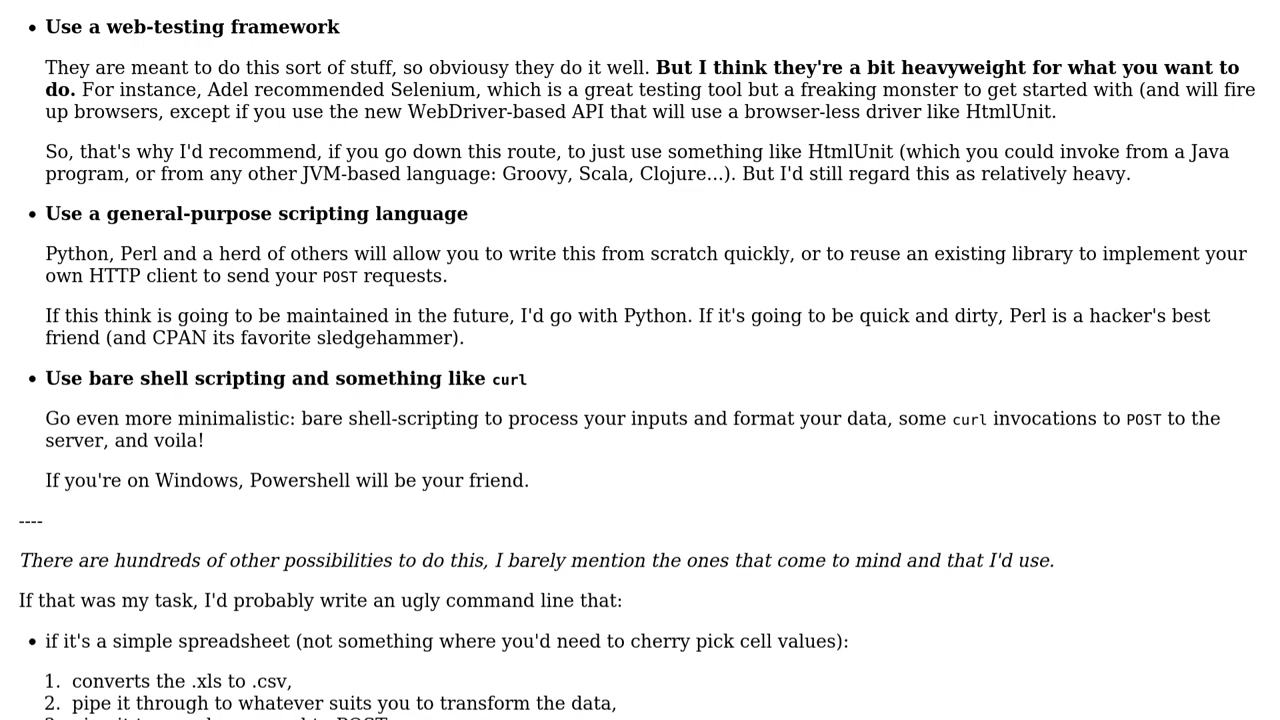 • Use a web-testing framework
They are meant to do this sort of stuff, so obviousy they do it well. But I think they're a bit heavyweight for what you want to
do. For instance, Adel recommended Selenium, which is a great testing tool but a freaking monster to get started with (and will fire
up browsers, except if you use the new WebDriver-based API that will use a browser-less driver like HtmlUnit.
So, that's why I'd recommend, if you go down this route, to just use something like HtmlUnit (which you could invoke from a Java
program, or from any other JVM-based language: Groovy, Scala, Clojure...). But I'd still regard this as relatively heavy.
• Use a general-purpose scripting language
Python, Perl and a herd of others will allow you to write this from scratch quickly, or to reuse an existing library to implement your
own HTTP client to send your POST requests.
If this think is going to be maintained in the future, I'd go with Python. If it's going to be quick and dirty, Perl is a hacker's best
friend (and CPAN its favorite sledgehammer).
• Use bare shell scripting and something like curl
Go even more minimalistic: bare shell-scripting to process your inputs and format your data, some curl invocations to POST to the
server, and voila!
If you're on Windows, Powershell will be your friend.
----
There are hundreds of other possibilities to do this, I barely mention the ones that come to mind and that I'd use.
If that was my task, I'd probably write an ugly command line that:
• if it's a simple spreadsheet (not something where you'd need to cherry pick cell values):
1. converts the .xls to .csv,
2. pipe it through to whatever suits you to transform the data,